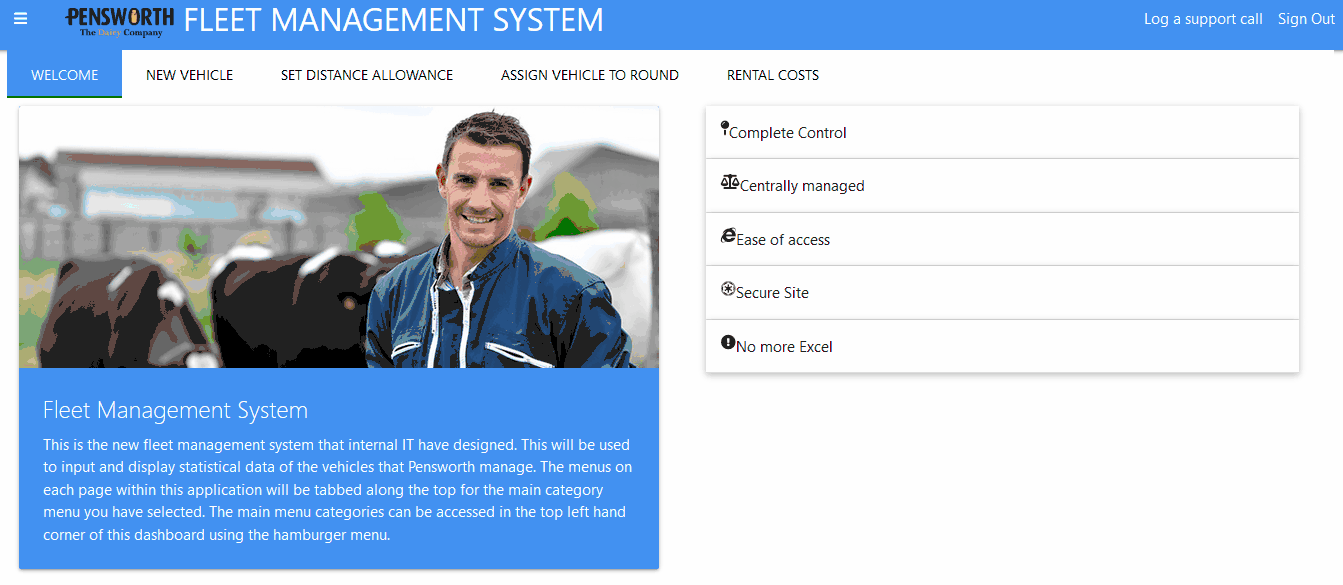 PENSWORTH
The Dairy Company
FLEET MANAGEMENT SYSTEM
Log a support call
Sign Out
WELCOME
NEW VEHICLE
SET DISTANCE ALLOWANCE
ASSIGN VEHICLE TO ROUND
RENTAL COSTS
Fleet Management System
This is the new fleet management system that internal IT have designed. This will be used
to input and display statistical data of the vehicles that Pensworth manage. The menus on
each page within this application will be tabbed along the top for the main category
menu you have selected. The main menu categories can be accessed in the top left hand
corner of this dashboard using the hamburger menu.
Complete Control
Centrally managed
Ease of access
Secure Site
No more Excel